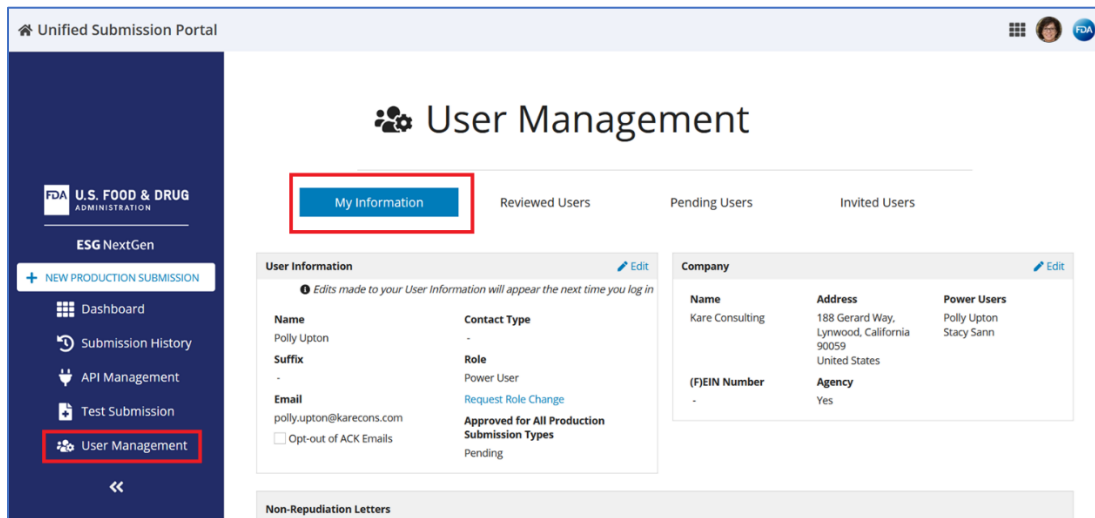 Unified Submission Portal
FDA
User Management
FDA U.S. FOOD & DRUG
ADMINISTRATION
ESG NextGen
+ NEW PRODUCTION SUBMISSION
Dashboard
Submission History
API Management
Test Submission
User Management
My Information
Reviewed Users
Pending Users
Invited Users
User Information
Edit
Edits made to your User Information will appear the next time you log in
Name
Polly Upton
Suffix
-
Email
polly.upton@karecons.com
Opt-out of ACK Emails
Contact Type
-
Role
Power User
Request Role Change
Approved for All Production
Submission Types
Pending
Company
Edit
Name
Kare Consulting
Address
188 Gerard Way,
Lynwood, California
90059
United States
Power Users
Polly Upton
Stacy Sann
(F)EIN Number
-
Agency
Yes
Non-Repudiation Letters